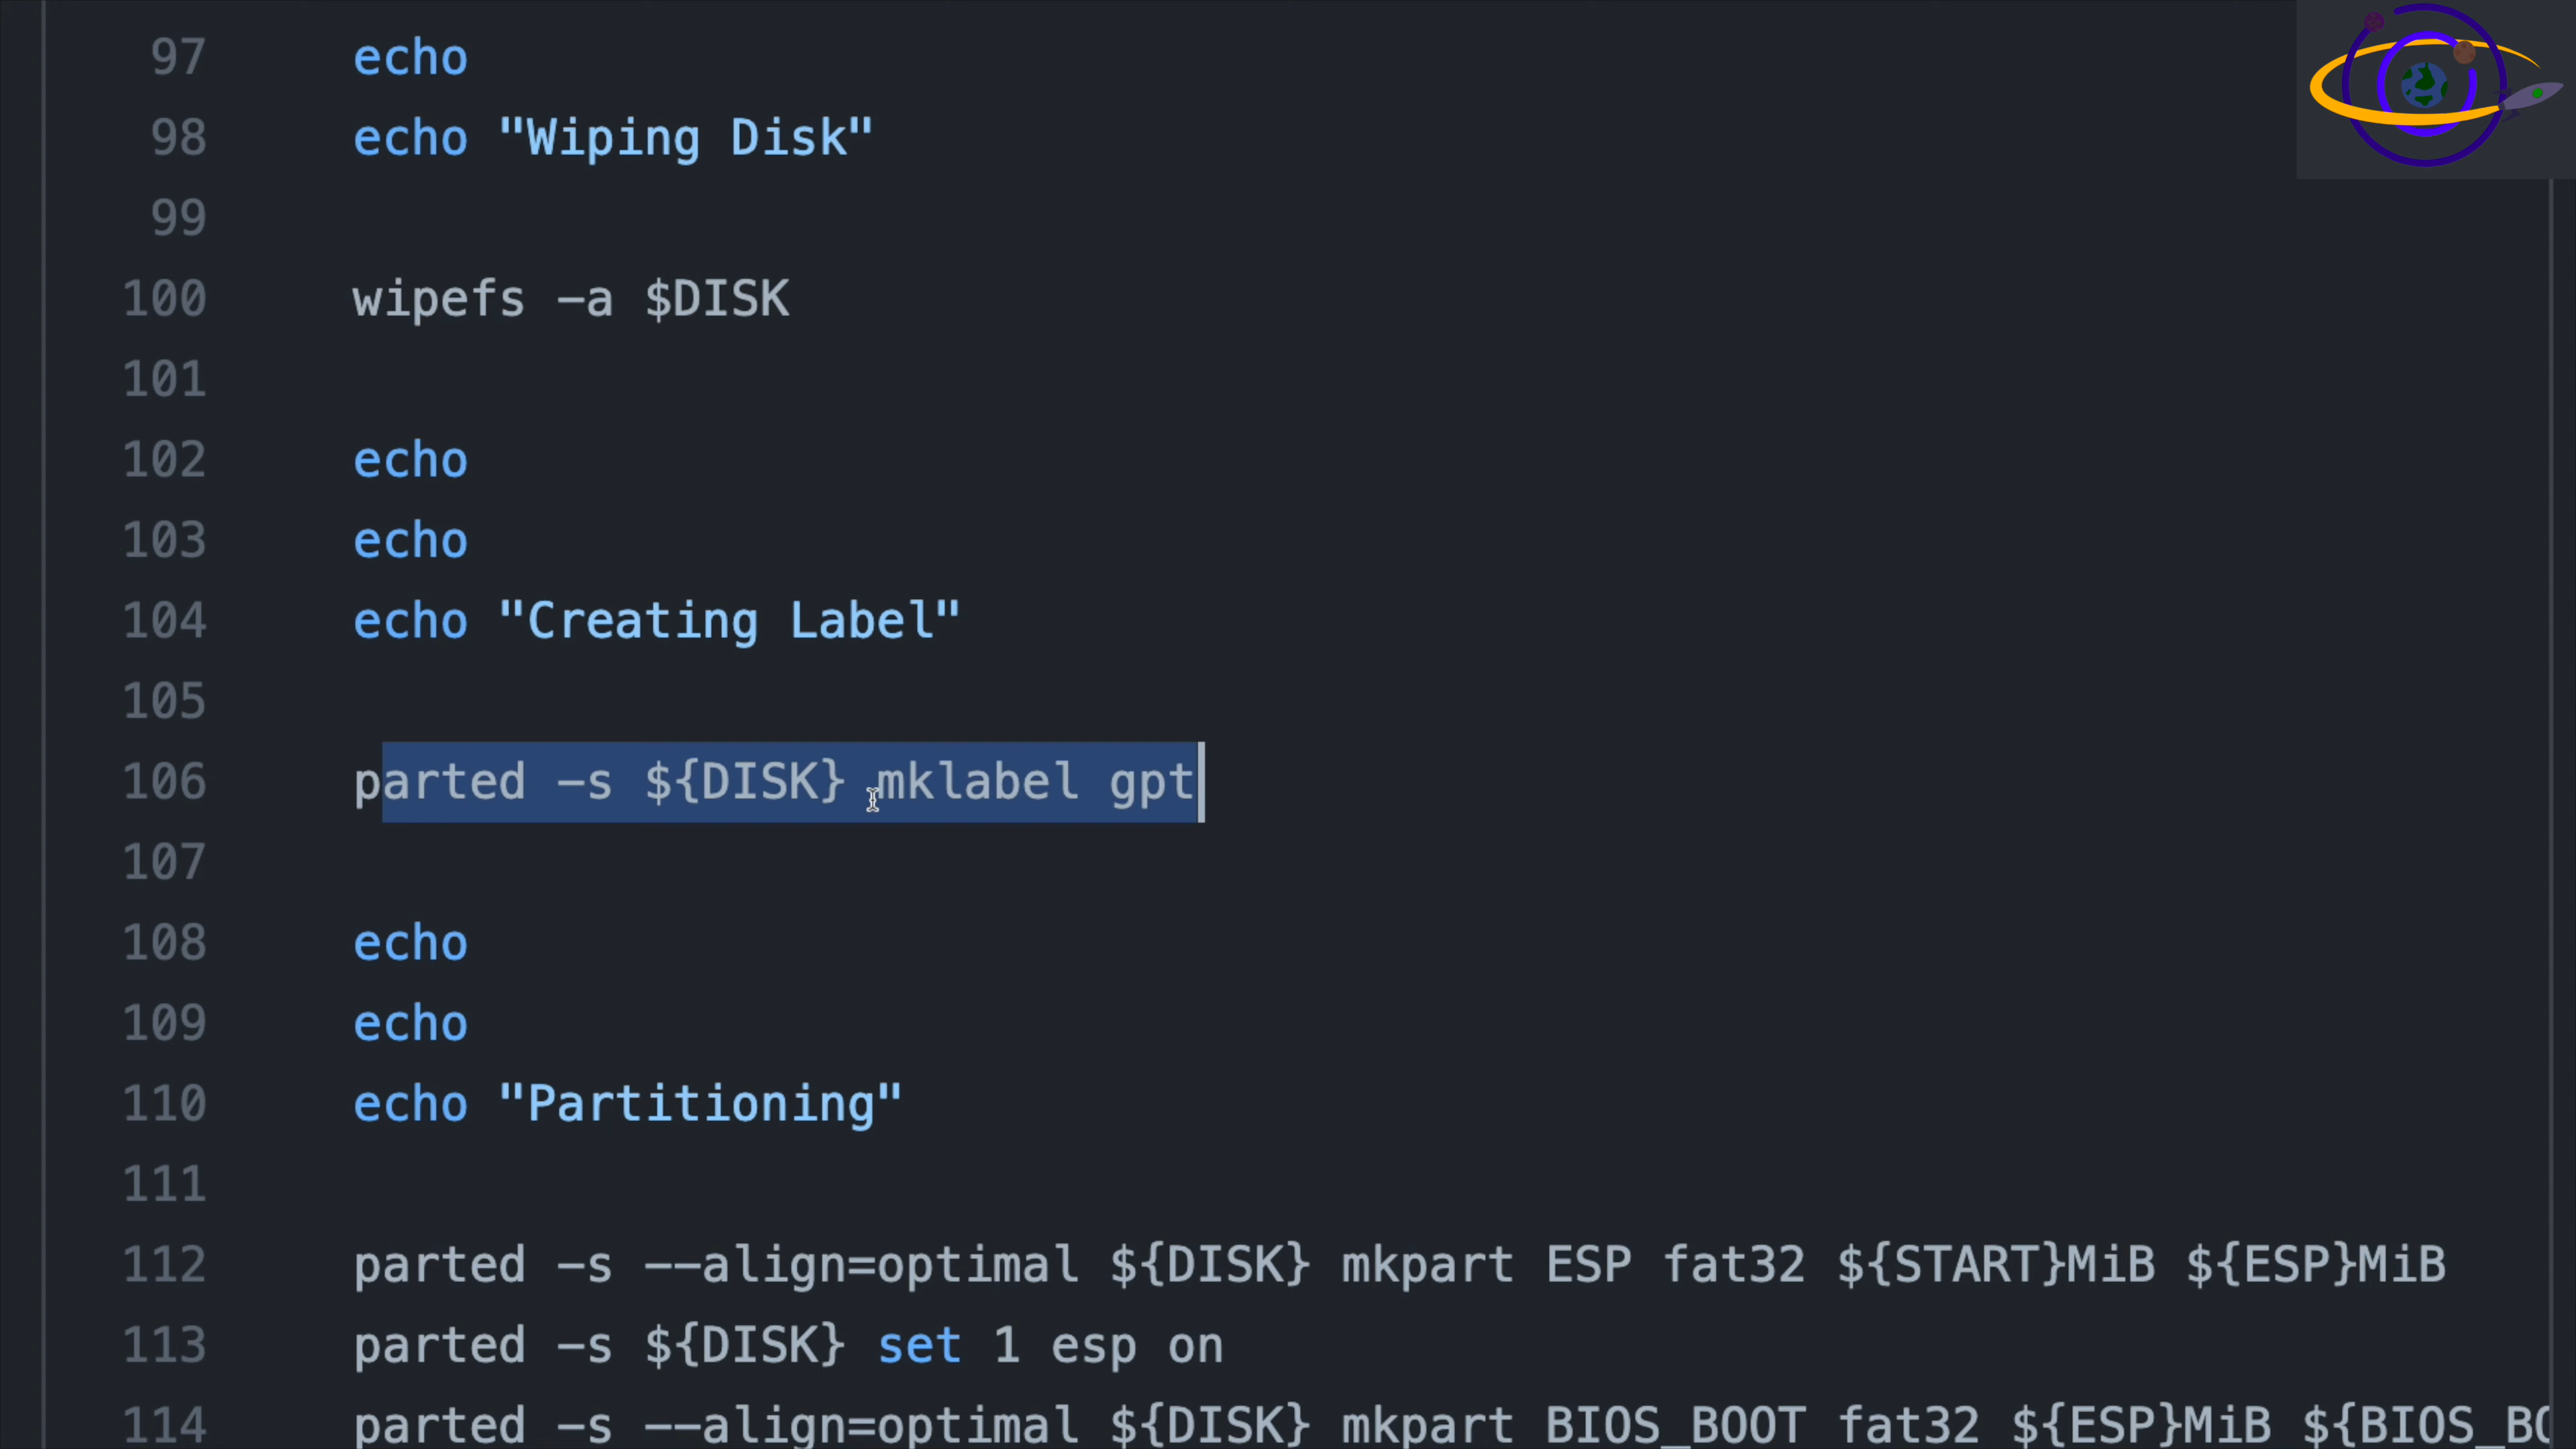 97 echo
98 echo "Wiping Disk"
99
100 wipefs -a $DISK
101
102 echo
103 echo
104 echo "Creating Label"
105
106 parted -s ${DISK} mklabel gpt
107
108 echo
109 echo
110 echo "Partitioning"
111
112 parted -s --align=optimal ${DISK} mkpart ESP fat32 ${START}MiB ${ESP}MiB
113 parted -s ${DISK} set 1 esp on
114 parted -s --align=optimal ${DISK} mkpart BIOS_BOOT fat32 ${ESP}MiB